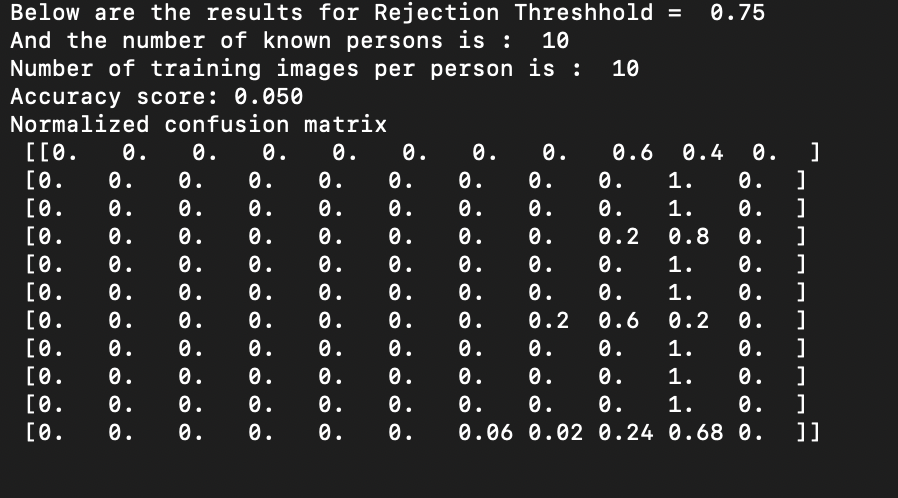 Below are the results for Rejection Threshhold =  0.75
And the number of known persons is :  10
Number of training images per person is :  10
Accuracy score: 0.050
Normalized confusion matrix
 [[0.   0.   0.   0.   0.   0.   0.   0.   0.6  0.4  0.  ]
 [0.   0.   0.   0.   0.   0.   0.   0.   0.   1.   0.  ]
 [0.   0.   0.   0.   0.   0.   0.   0.   0.   1.   0.  ]
 [0.   0.   0.   0.   0.   0.   0.   0.   0.2  0.8  0.  ]
 [0.   0.   0.   0.   0.   0.   0.   0.   0.   1.   0.  ]
 [0.   0.   0.   0.   0.   0.   0.   0.   0.   1.   0.  ]
 [0.   0.   0.   0.   0.   0.   0.   0.2  0.6  0.2  0.  ]
 [0.   0.   0.   0.   0.   0.   0.   0.   0.   1.   0.  ]
 [0.   0.   0.   0.   0.   0.   0.   0.   0.   1.   0.  ]
 [0.   0.   0.   0.   0.   0.   0.   0.   0.   1.   0.  ]
 [0.   0.   0.   0.   0.   0.   0.06 0.02 0.24 0.68 0.  ]]